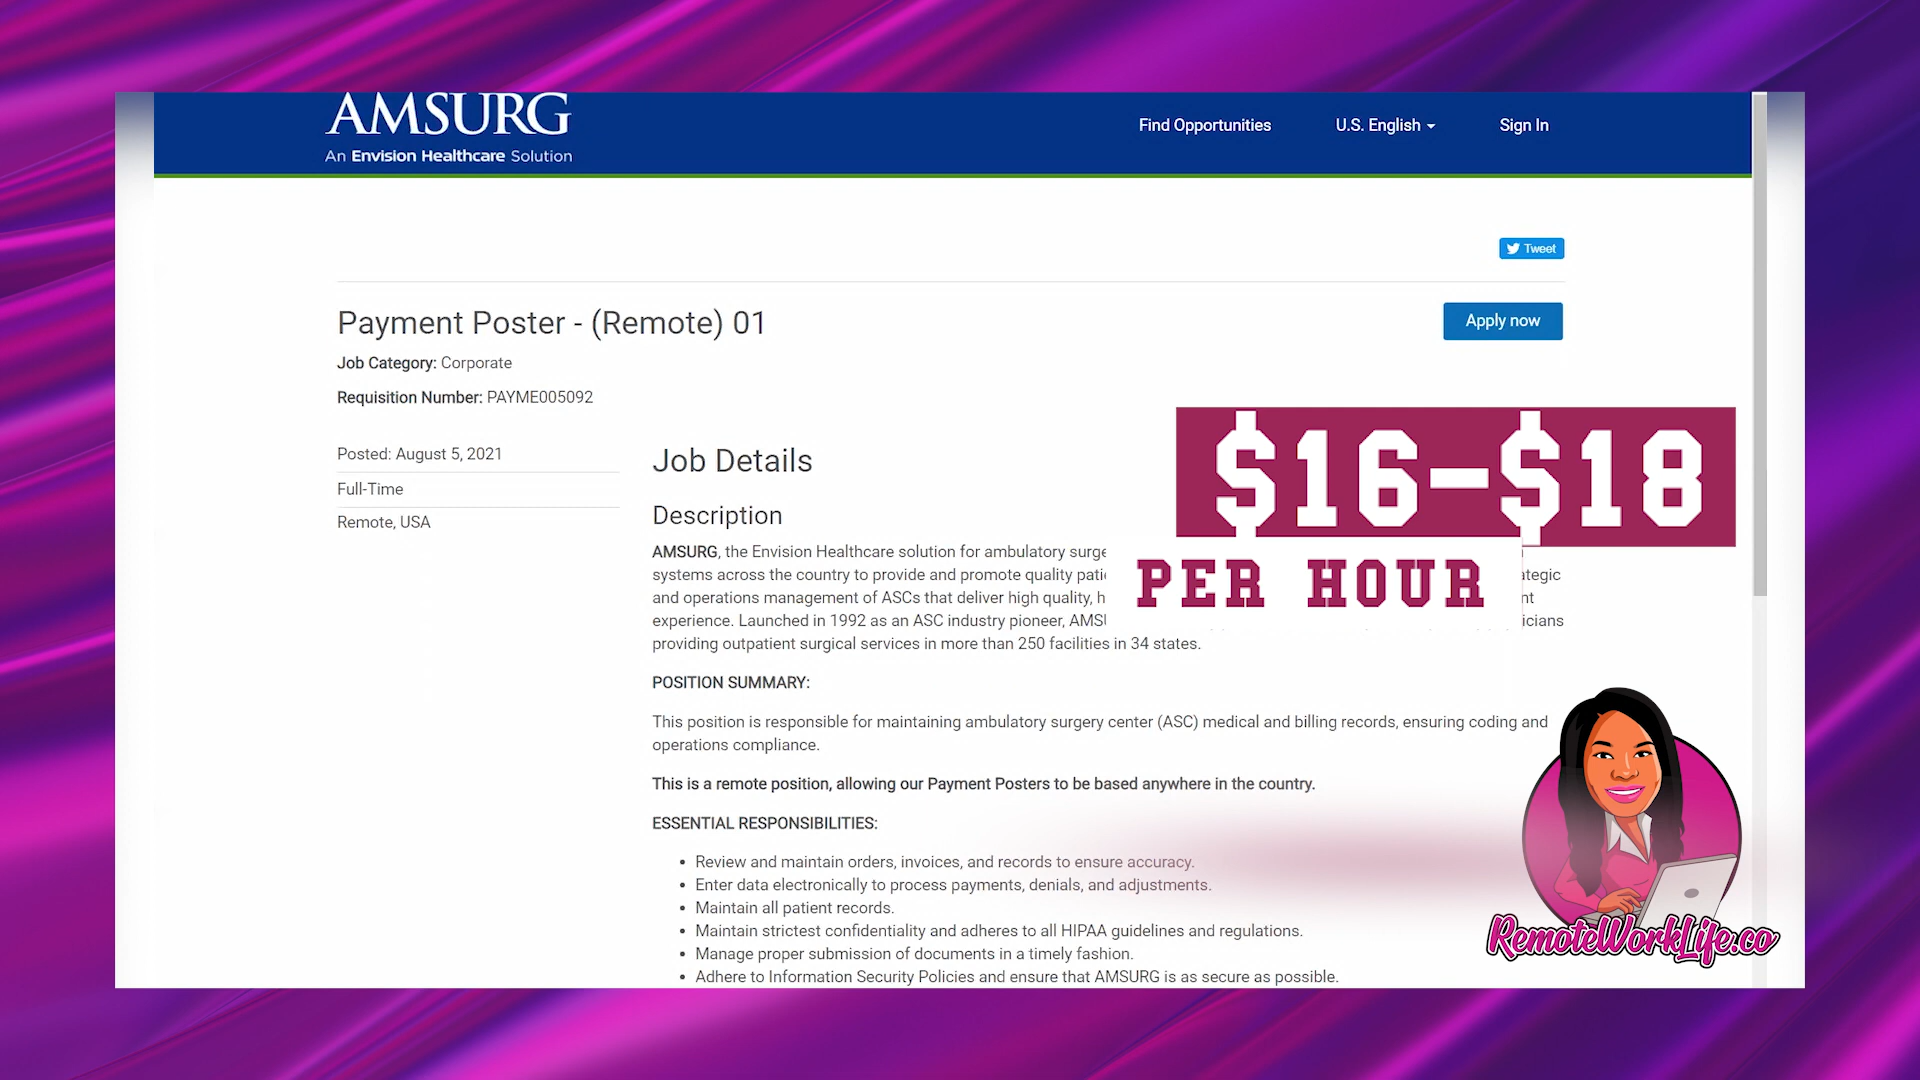 AMSURG
An Envision Healthcare Solution
Find Opportunities
U.S. English
Sign In
Tweet
Payment Poster - (Remote) 01
Apply now
Job Category: Corporate
Requisition Number: PAYME005092
Posted: August 5, 2021
Full-Time
Remote, USA
Job Details
$16-$18
PER HOUR
Description
AMSURG, the Envision Healthcare solution for ambulatory
systems across the country to provide and promote quality
and operations management of ASCs that deliver high quality,
experience. Launched in 1992 as an ASC industry pioneer,
providing outpatient surgical services in more than 250 facilities in 34 states.
POSITION SUMMARY:
This position is responsible for maintaining ambulatory surgery center (ASC) medical and billing records, ensuring coding and
operations compliance.
This is a remote position, allowing our Payment Posters to be based anywhere in the country.
ESSENTIAL RESPONSIBILITIES:
• Review and maintain orders, invoices, and records to ensure accuracy.
• Enter data electronically to process payments, denials, and adjustments.
• Maintain all patient records.
• Maintain strictest confidentiality and adheres to all HIPAA guidelines and regulations.
• Manage proper submission of documents in a timely fashion.
• Adhere to Information Security Policies and ensure that AMSURG is as secure as possible.
RemoteWorkLife.co